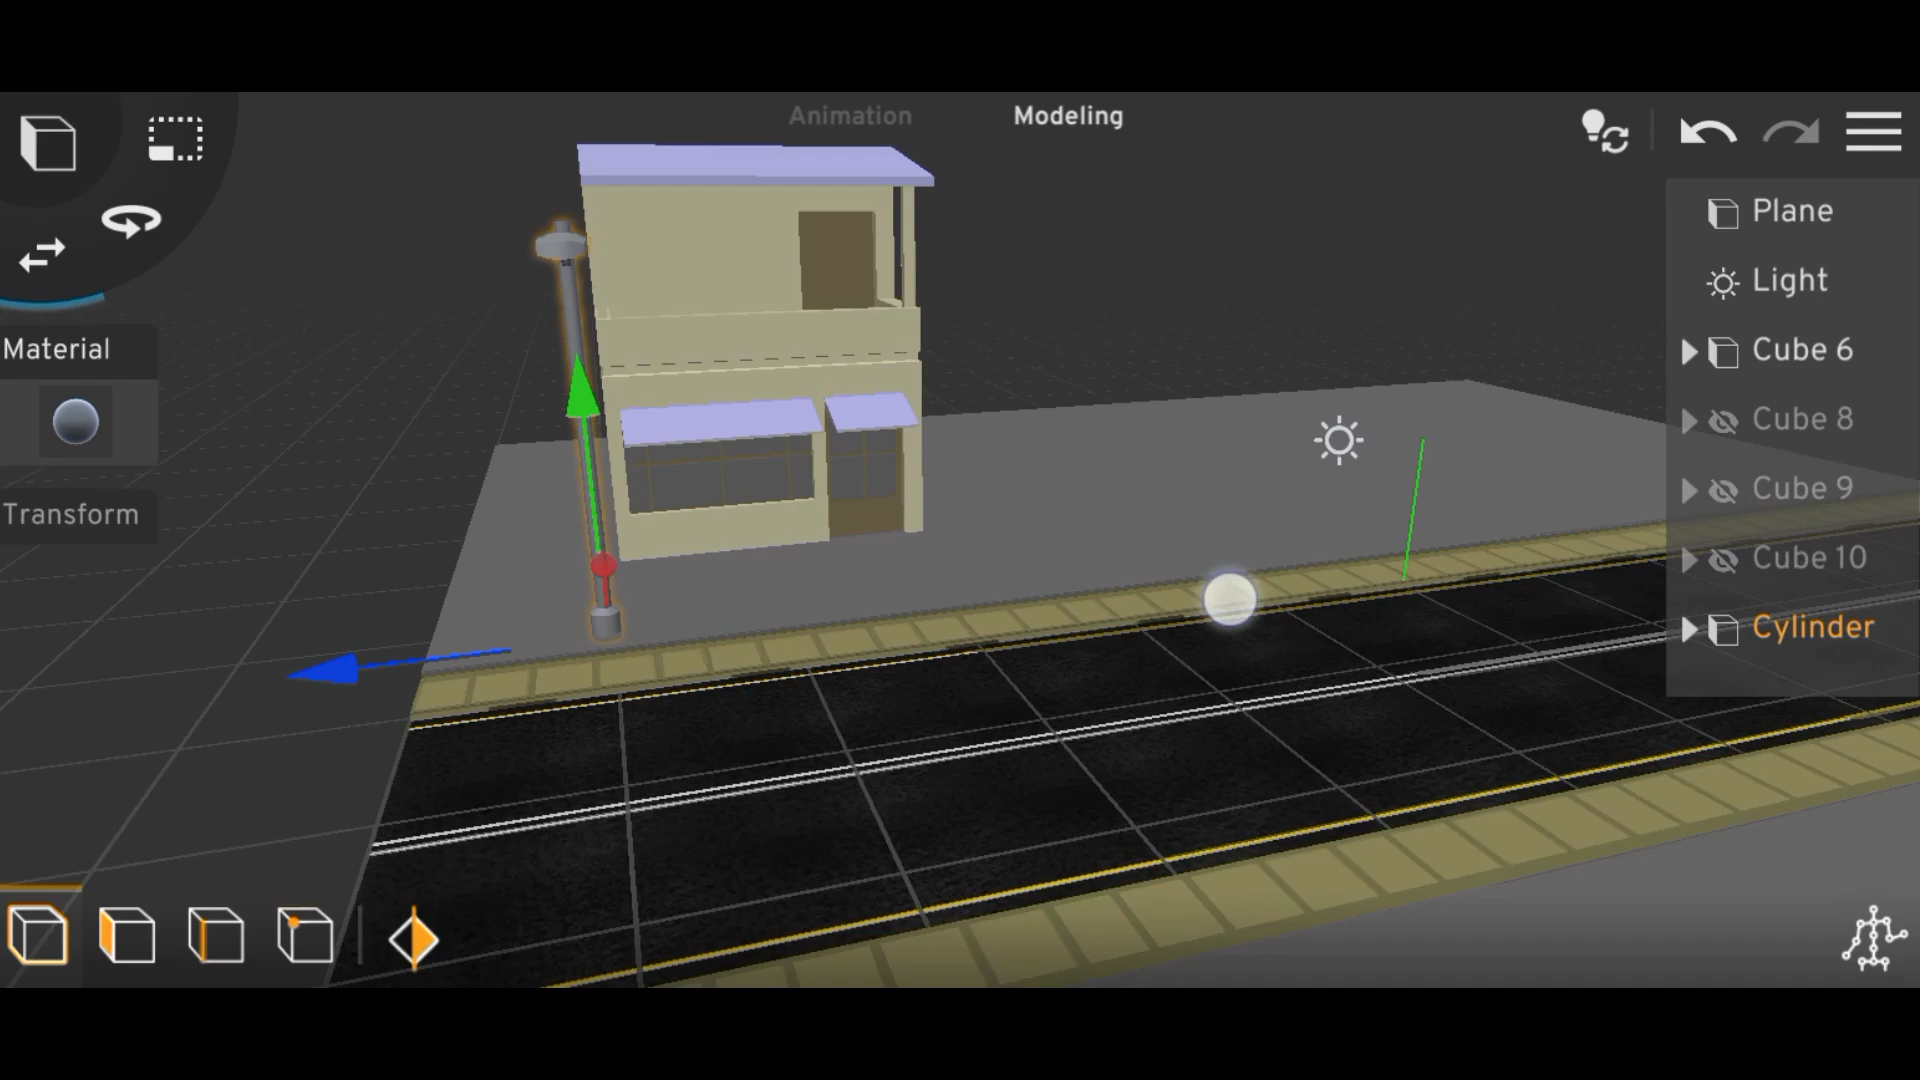 Animation
Modeling
Material
Transform
Plane
Light
Cube 6
Cube 8
Cube 9
Cube 10
Cylinder